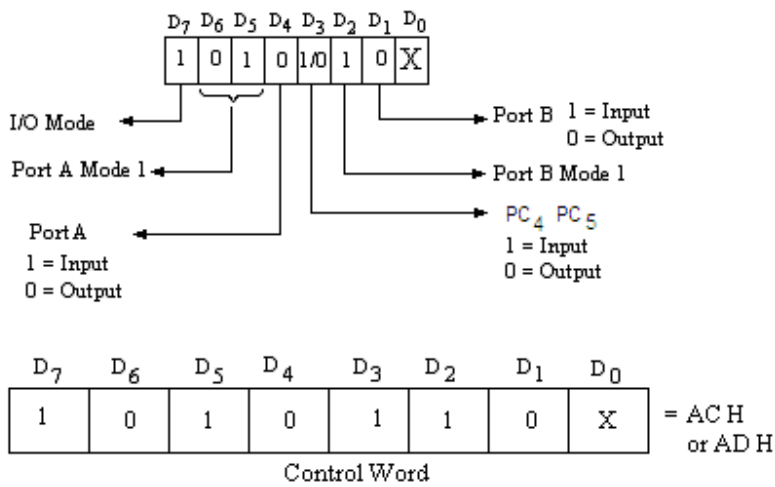 D7 D6 D5 D4 D3 D2 D1 D0
1 0 1 0 1/0 1 0 X
I/O Mode
Port A Mode 1
Port A
1 = Input
0 = Output
Port B 1 = Input
0 = Output
Port B Mode 1
PC4 PC5
1 = Input
0 = Output
D7 D6 D5 D4 D3 D2 D1 D0
1 0 1 0 1 1 0 X = AC H
or AD H
Control Word